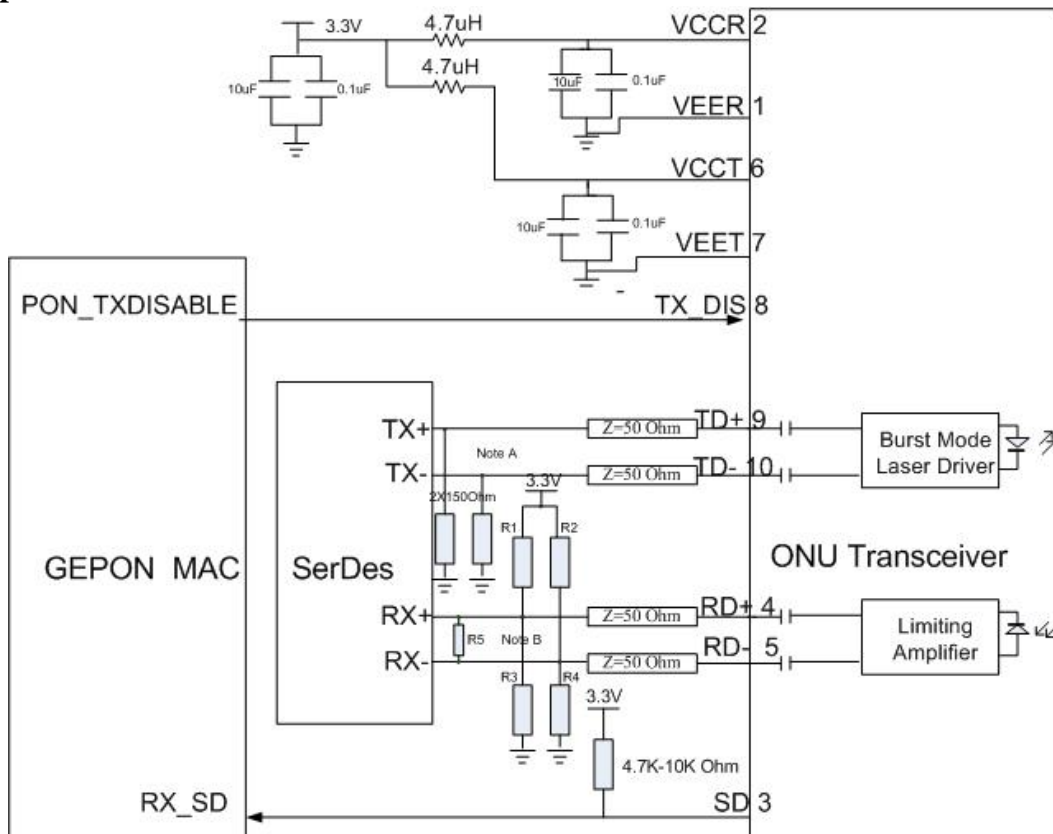 3.3V
4.7uH
VCCR 2
10uF
0.1uF
4.7uH
10uF
0.1uF
VEER 1
VCCT 6
10uF
0.1uF
VEET 7
-
PON_TXDISABLE
TX_DIS 8
TX+
Z=50 Ohm
TD+ 9
Burst Mode
Laser Driver
Note A
TX-
Z=50 Ohm
TD- 10
2X150Ohm
3.3V
R1
R2
GEPON MAC
SerDes
ONU Transceiver
RX+
Z=50 Ohm
RD+ 4
Limiting
Amplifier
R5
Note B
RX-
Z=50 Ohm
RD- 5
R3
R4
3.3V
4.7K-10K Ohm
RX_SD
SD 3